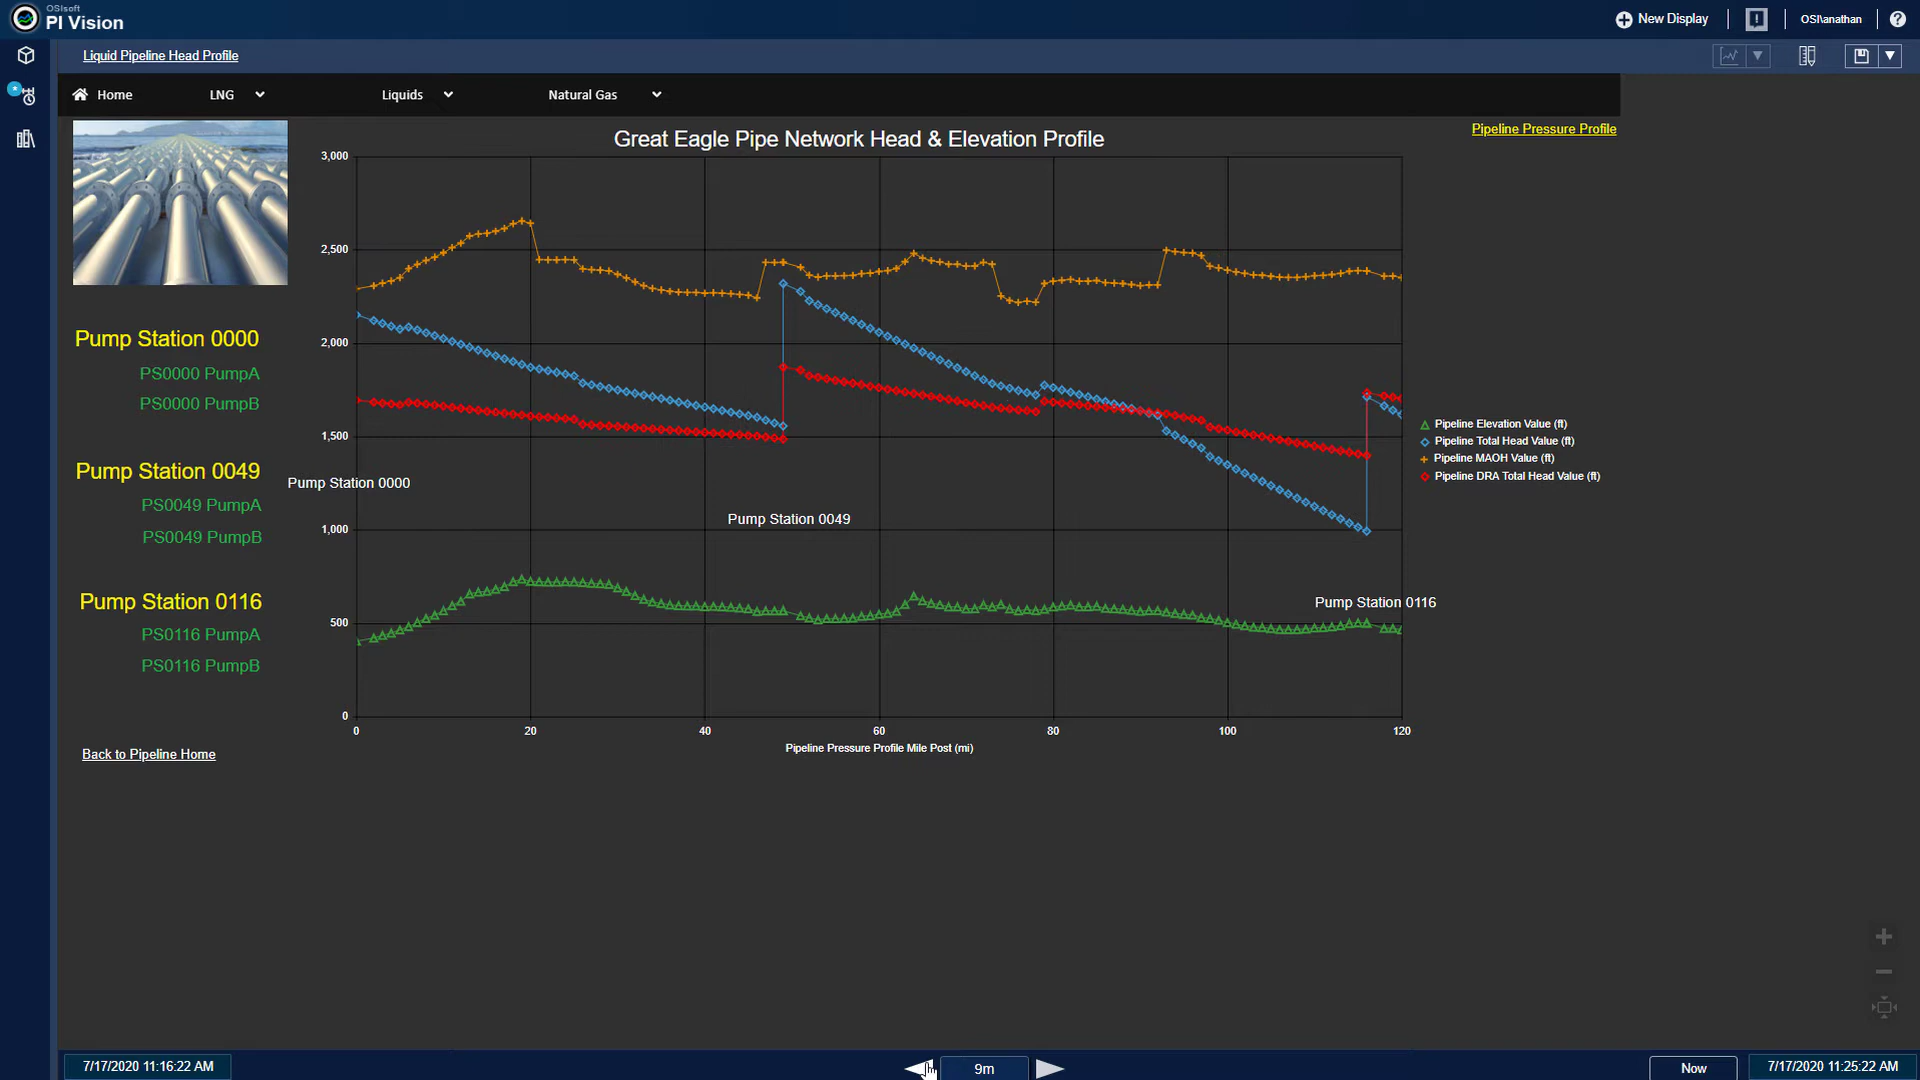 OSIsoft
PI Vision
New Display
OSI\anathan
Liquid Pipeline Head Profile
Home
LNG
Liquids
Natural Gas
Great Eagle Pipe Network Head & Elevation Profile
Pipeline Pressure Profile
3,000
2,500
2,000
1,500
1,000
500
0
0
20
40
60
80
100
120
Pipeline Pressure Profile Mile Post (mi)
Pump Station 0000
PS0000 PumpA
PS0000 PumpB
Pump Station 0049
PS0049 PumpA
PS0049 PumpB
Pump Station 0116
PS0116 PumpA
PS0116 PumpB
Back to Pipeline Home
Pump Station 0000
Pump Station 0049
Pump Station 0116
Pipeline Elevation Value (ft)
Pipeline Total Head Value (ft)
Pipeline MAOH Value (ft)
Pipeline DRA Total Head Value (ft)
7/17/2020 11:16:22 AM
9m
Now
7/17/2020 11:25:22 AM